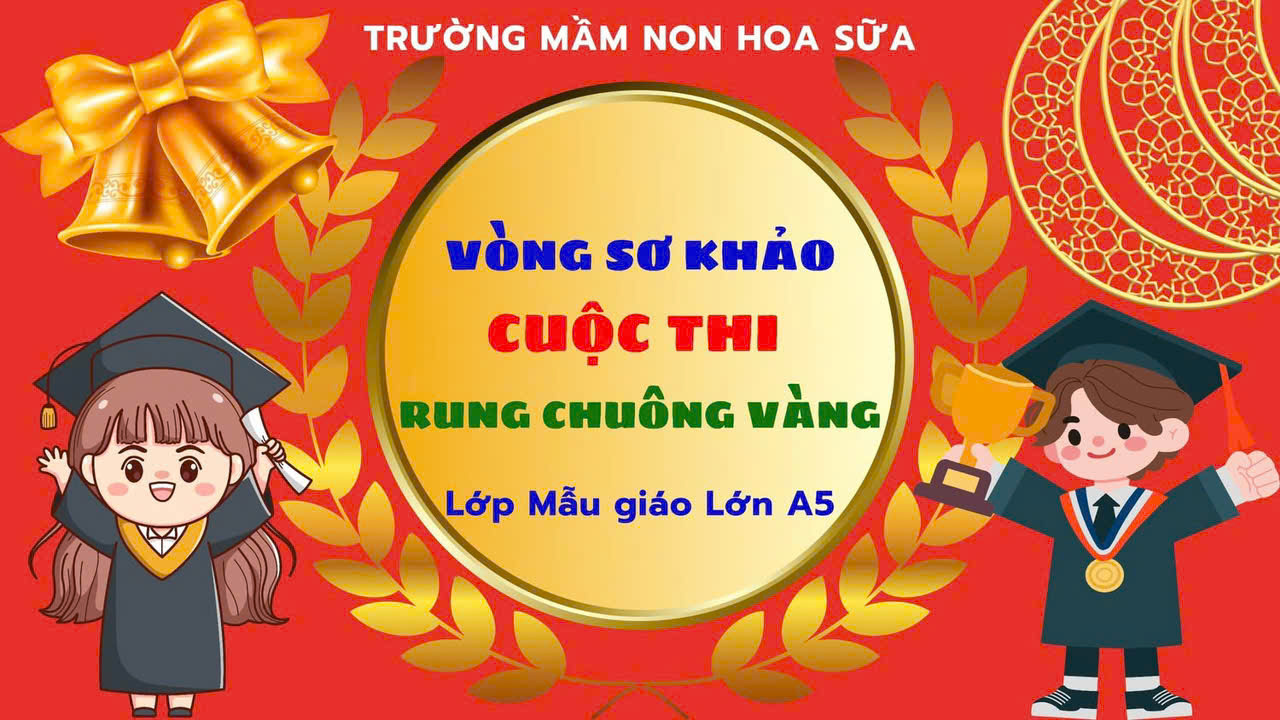 TRƯỜNG MẦM NON HOA SỮA
VÒNG SƠ KHẢO
CUỘC THI
RUNG CHUÔNG VÀNG
Lớp Mẫu giáo Lớn A5